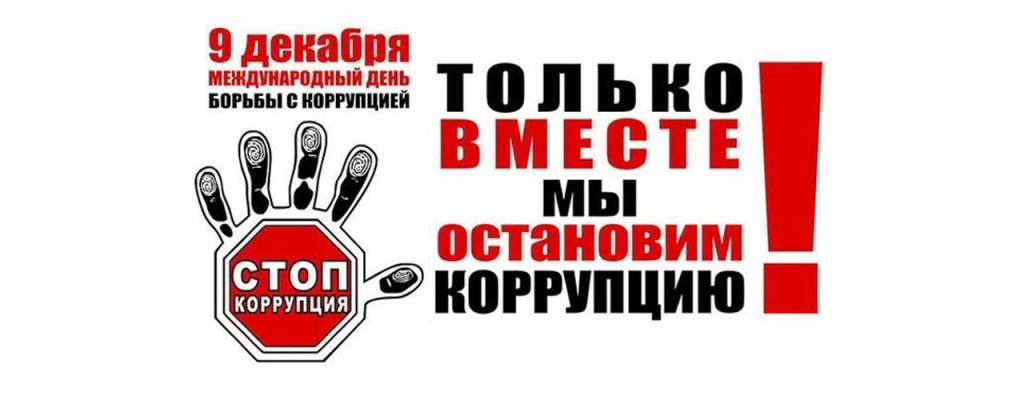 9 декабря
МЕЖДУНАРОДНЫЙ ДЕНЬ
БОРЬБЫ С КОРРУПЦИЕЙ
СТОП
КОРРУПЦИЯ
ТОЛЬКО
ВМЕСТЕ
МЫ
ОСТАНОВИМ
КОРРУПЦИЮ!